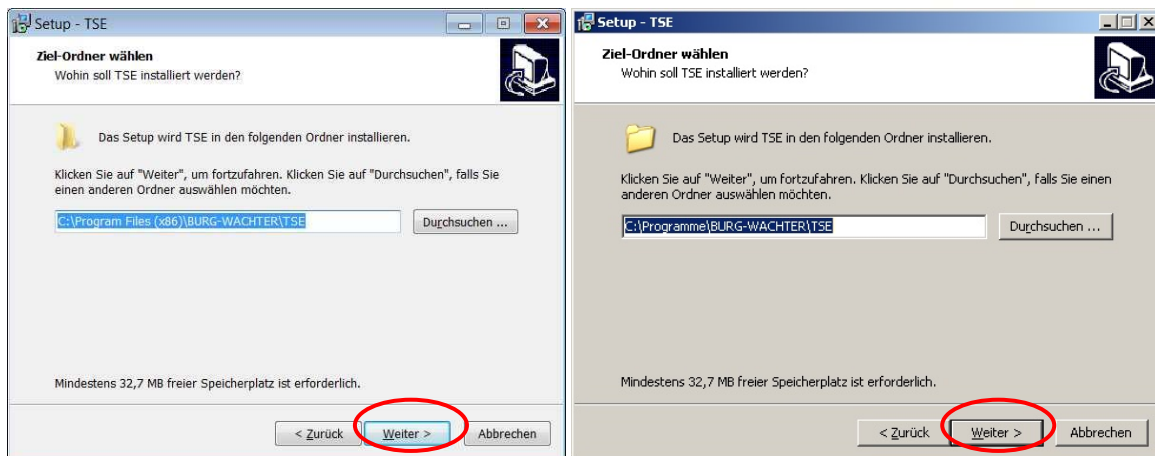 Setup - TSE
Ziel-Ordner wählen
Wohin soll TSE installiert werden?
Das Setup wird TSE in den folgenden Ordner installieren.
Klicken Sie auf "Weiter", um fortzufahren. Klicken Sie auf "Durchsuchen", falls Sie
einen anderen Ordner auswählen möchten.
C:\Program Files (x86)\BURG-WACHTER\TSE
Durchsuchen ...
Mindestens 32,7 MB freier Speicherplatz ist erforderlich.
< Zurück
Weiter >
Abbrechen
Setup - TSE
Ziel-Ordner wählen
Wohin soll TSE installiert werden?
Das Setup wird TSE in den folgenden Ordner installieren.
Klicken Sie auf "Weiter", um fortzufahren. Klicken Sie auf "Durchsuchen", falls Sie einen
anderen Ordner auswählen möchten.
C:\Programme\BURG-WACHTER\TSE
Durchsuchen ...
Mindestens 32,7 MB freier Speicherplatz ist erforderlich.
< Zurück
Weiter >
Abbrechen